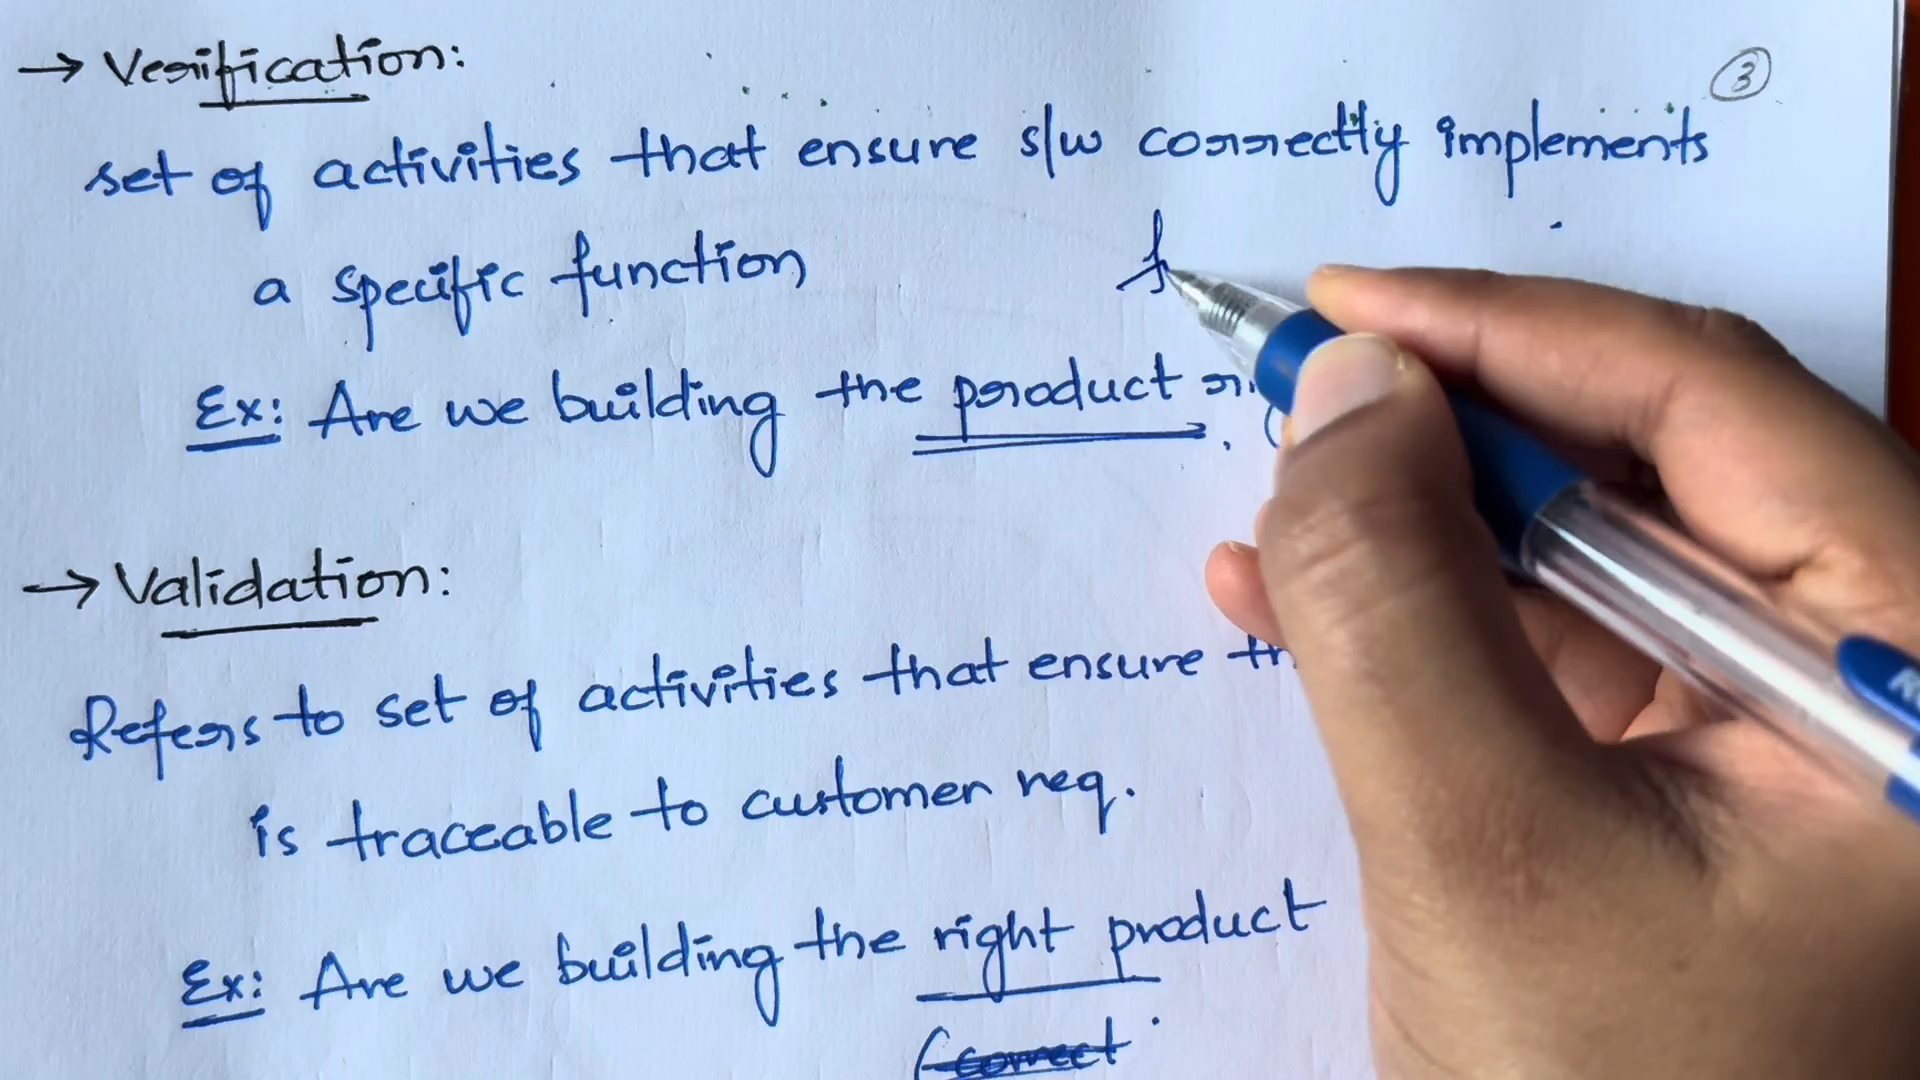 → Verification:
3
set of activities that ensure s/w correctly implements
a specific function
Ex: Are we building the product
→ Validation:
Refers to set of activities that ensure
is traceable to customer req.
Ex: Are we building the right product
(correct